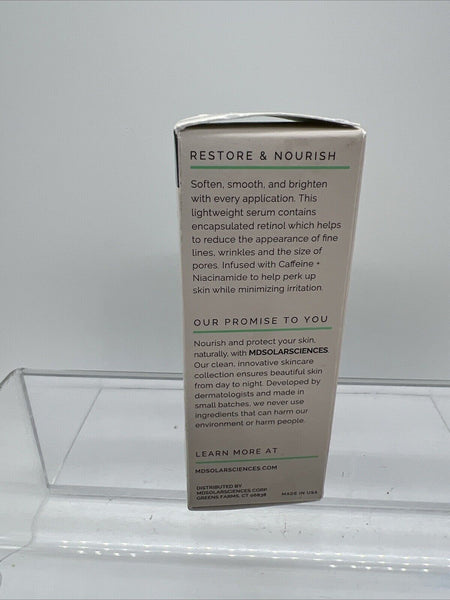 RESTORE & NOURISH
Soften, smooth, and brighten
with every application. This
lightweight serum contains
encapsulated retinol which helps
to reduce the appearance of fine
lines, wrinkles and the size of
pores. Infused with Caffeine +
Niacinamide to help perk up
skin while minimizing irritation.
OUR PROMISE TO YOU
Nourish and protect your skin,
naturally, with MDSOLARSCIENCES.
Our clean, innovative skincare
collection ensures beautiful skin
from day to night. Developed by
dermatologists and made in
small batches, we never use
ingredients that can harm our
environment or harm people.
LEARN MORE AT
MDSOLARSCIENCES.COM
DISTRIBUTED BY
MDSOLARSCIENCES CORP.
GREENS FARMS, CT 06838
MADE IN USA